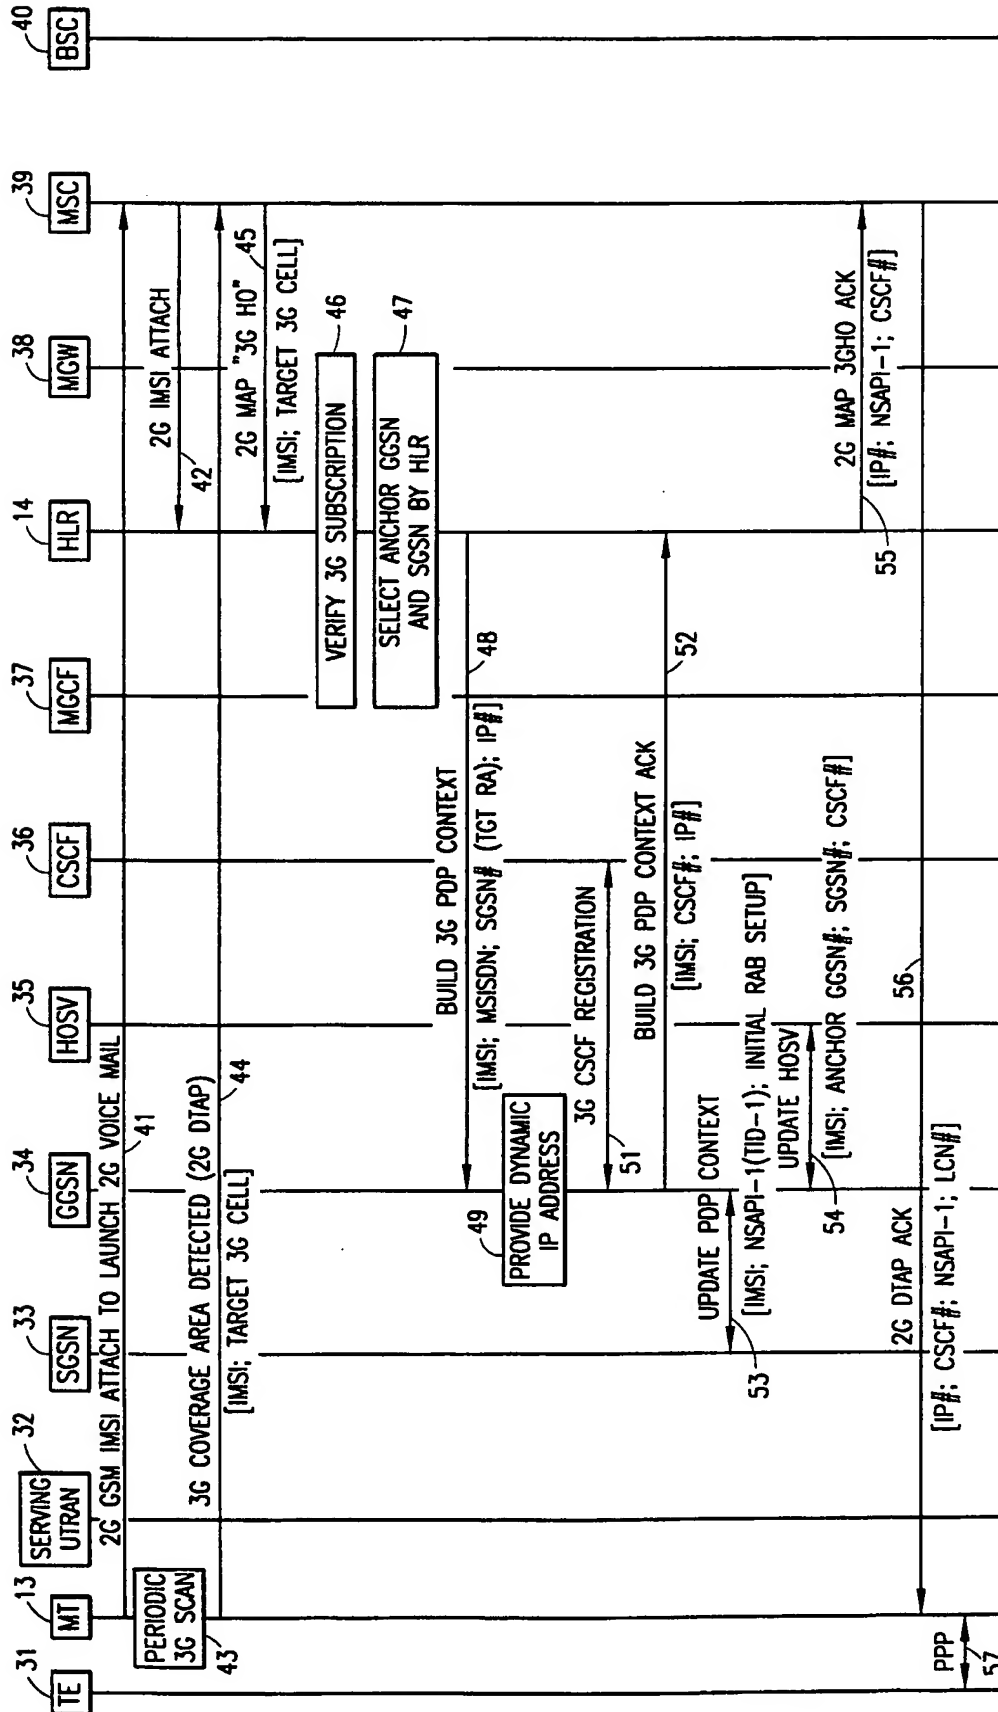 31
TE
13
MT
32
SERVING
UTRAN
33
SGSN
34
GGSN
35
HOSV
36
CSCF
37
MGCF
14
HLR
38
MGW
39
MSC
40
BSC
2G GSM IMSI ATTACH TO LAUNCH 2G VOICE MAIL
41
2G IMSI ATTACH
42
PERIODIC
3G SCAN
43
3G COVERAGE AREA DETECTED (2G DTAP)
44
[IMSI; TARGET 3G CELL]
2G MAP "3G HO"
45
[IMSI; TARGET 3G CELL]
VERIFY 3G SUBSCRIPTION
46
SELECT ANCHOR GGSN
AND SGSN BY HLR
47
BUILD 3G PDP CONTEXT
48
[IMSI; MSISDN; SGSN# (TGT RA); IP#]
49
PROVIDE DYNAMIC
IP ADDRESS
3G CSCF REGISTRATION
51
BUILD 3G PDP CONTEXT ACK
52
[IMSI; CSCF#; IP#]
UPDATE PDP CONTEXT
53
[IMSI; NSAPI-1(TID-1); INITIAL RAB SETUP]
UPDATE HOSV
54
[IMSI; ANCHOR GGSN#; SGSN#; CSCF#]
2G MAP 3GHO ACK
55
[IP#; NSAPI-1; CSCF#]
2G DTAP ACK
56
[IP#; CSCF#; NSAPI-1; LCN#]
PPP
57